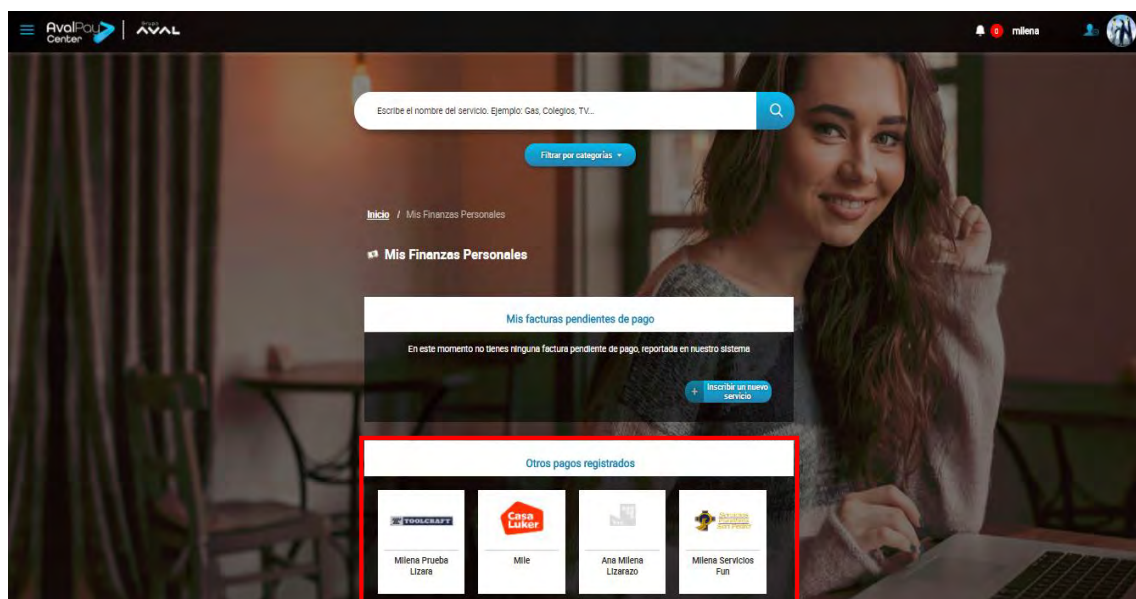 AvalPay
Center
Grupo
AVAL
0
milena
Escribe el nombre del servicio. Ejemplo: Gas, Colegios, TV...
Filtrar por categorías
Inicio / Mis Finanzas Personales
Mis Finanzas Personales
Mis facturas pendientes de pago
En este momento no tienes ninguna factura pendiente de pago, reportada en nuestro sistema
+ Inscribir un nuevo
servicio
Otros pagos registrados
TOOLCRAFT
Casa
Luker
Milena Prueba
Lizara
Mile
Ana Milena
Lizarazo
Milena Servicios
Fun